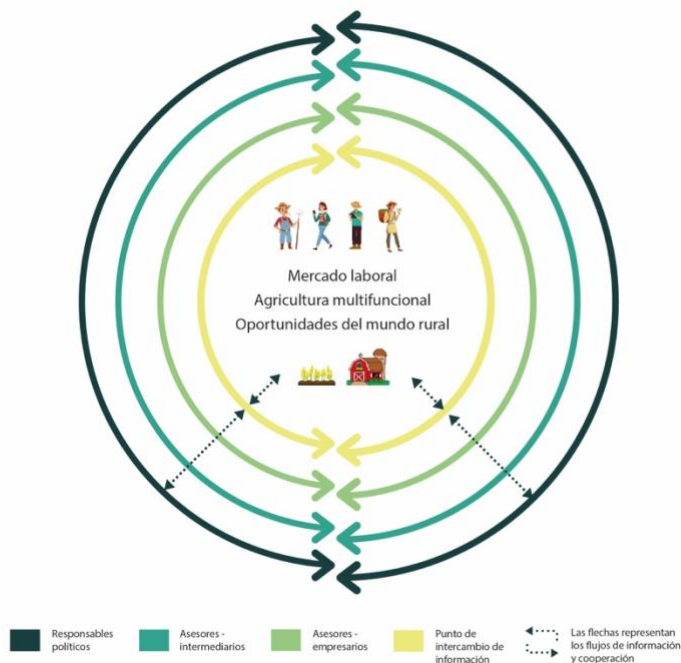 Mercado laboral
Agricultura multifuncional
Oportunidades del mundo rural
Responsables
políticos
Asesores -
intermediarios
Asesores -
empresarios
Punto de
intercambio de
información
Las flechas representan
los flujos de información
y cooperación